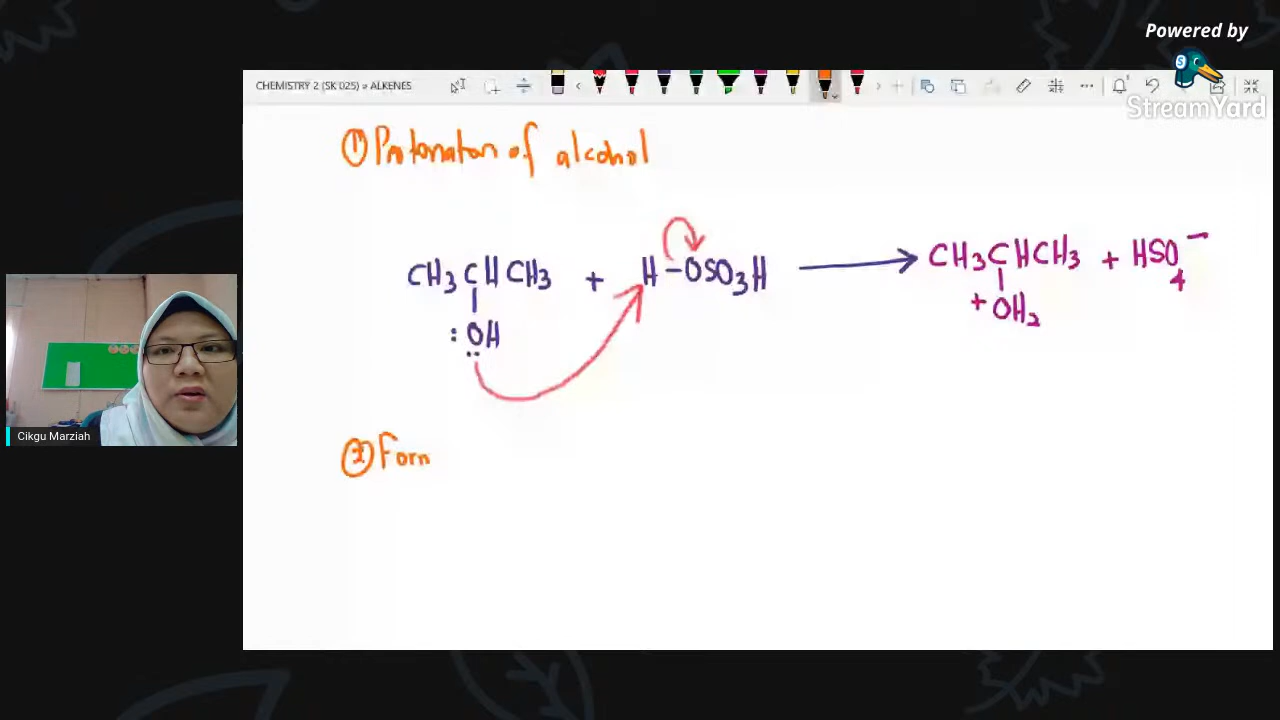 Powered by
StreamYard
CHEMISTRY 2 (SK 025) » ALKENES
① Protonation of alcohol
CH3CHCH3 + H-OSO3H → CH3CHCH3 + HSO4⁻
:OH
+OH2
② Form
Cikgu Marziah